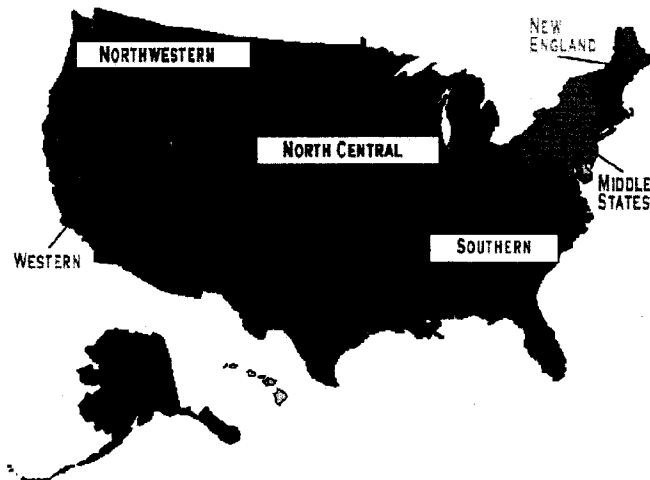 NEW
ENGLAND
NORTHWESTERN
NORTH CENTRAL
MIDDLE
STATES
SOUTHERN
WESTERN